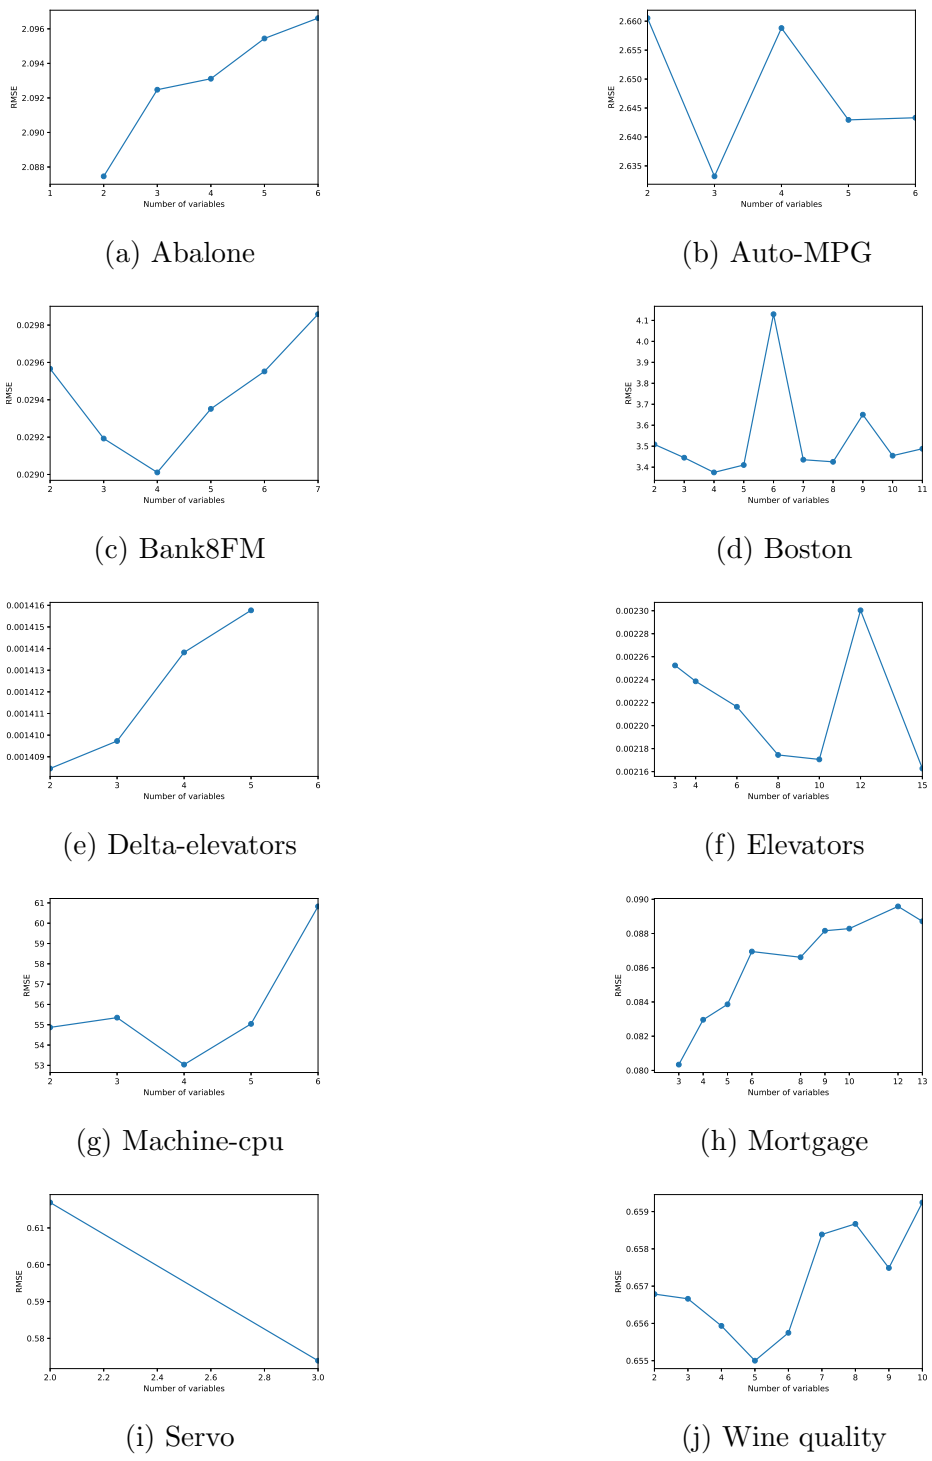 2.096
2.094
2.092
2.090
2.088
RMSE
1 2 3 4 5 6
Number of variables
(a) Abalone
2.660
2.655
2.650
2.645
2.640
2.635
RMSE
2 3 4 5 6
Number of variables
(b) Auto-MPG
0.0298
0.0296
0.0294
0.0292
0.0290
RMSE
2 3 4 5 6 7
Number of variables
(c) Bank8FM
4.1
4.0
3.9
3.8
3.7
3.6
3.5
3.4
RMSE
2 3 4 5 6 7 8 9 10 11
Number of variables
(d) Boston
0.001416
0.001415
0.001414
0.001413
0.001412
0.001411
0.001410
0.001409
2 3 4 5 6
Number of variables
(e) Delta-elevators
0.00230
0.00228
0.00226
0.00224
0.00222
0.00220
0.00218
0.00216
3 4 6 8 10 12 15
Number of variables
(f) Elevators
61
60
59
58
57
56
55
54
53
RMSE
2 3 4 5 6
Number of variables
(g) Machine-cpu
0.090
0.088
0.086
0.084
0.082
0.080
RMSE
3 4 5 6 8 9 10 12 13
Number of variables
(h) Mortgage
0.61
0.60
0.59
0.58
RMSE
2.0 2.2 2.4 2.6 2.8 3.0
Number of variables
(i) Servo
0.659
0.658
0.657
0.656
0.655
RMSE
2 3 4 5 6 7 8 9 10
Number of variables
(j) Wine quality